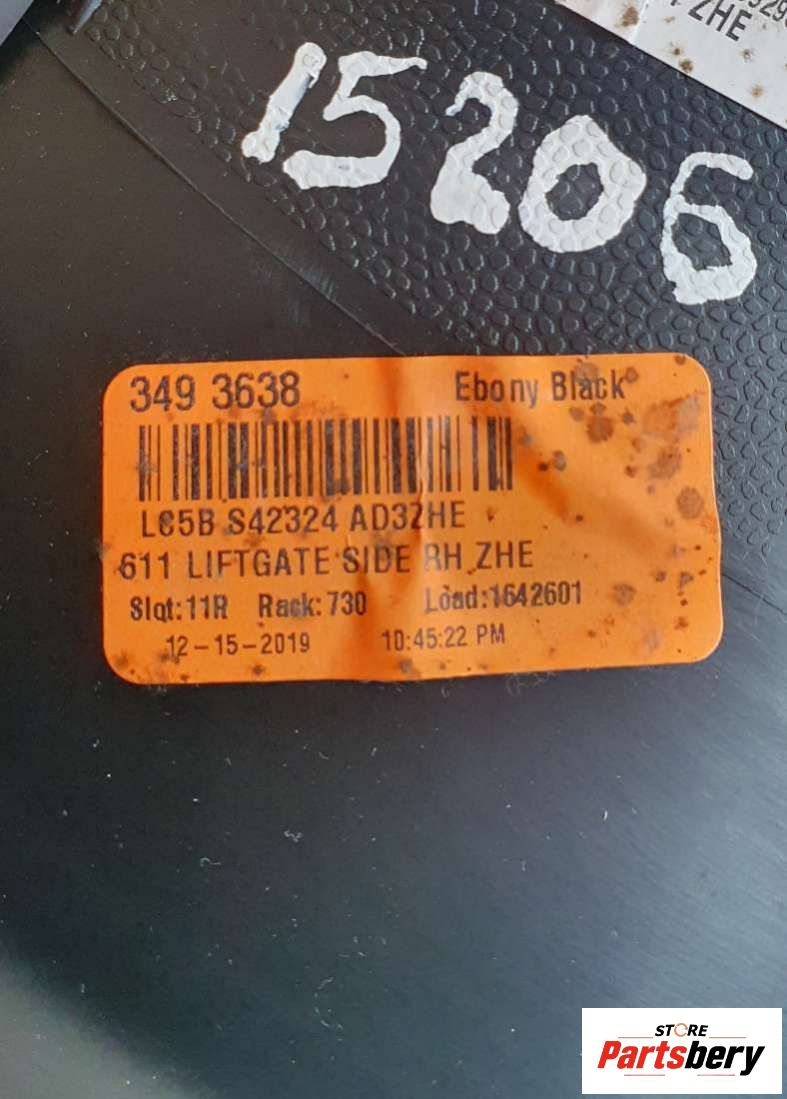 ZHE
15206
349 3638 Ebony Black
LC5B S42324 AD3ZHE
611 LIFTGATE SIDE RH ZHE
Slot:11R Rack:730 Load:1642601
12-15-2019 10:45:22 PM
STORE
Partsbery